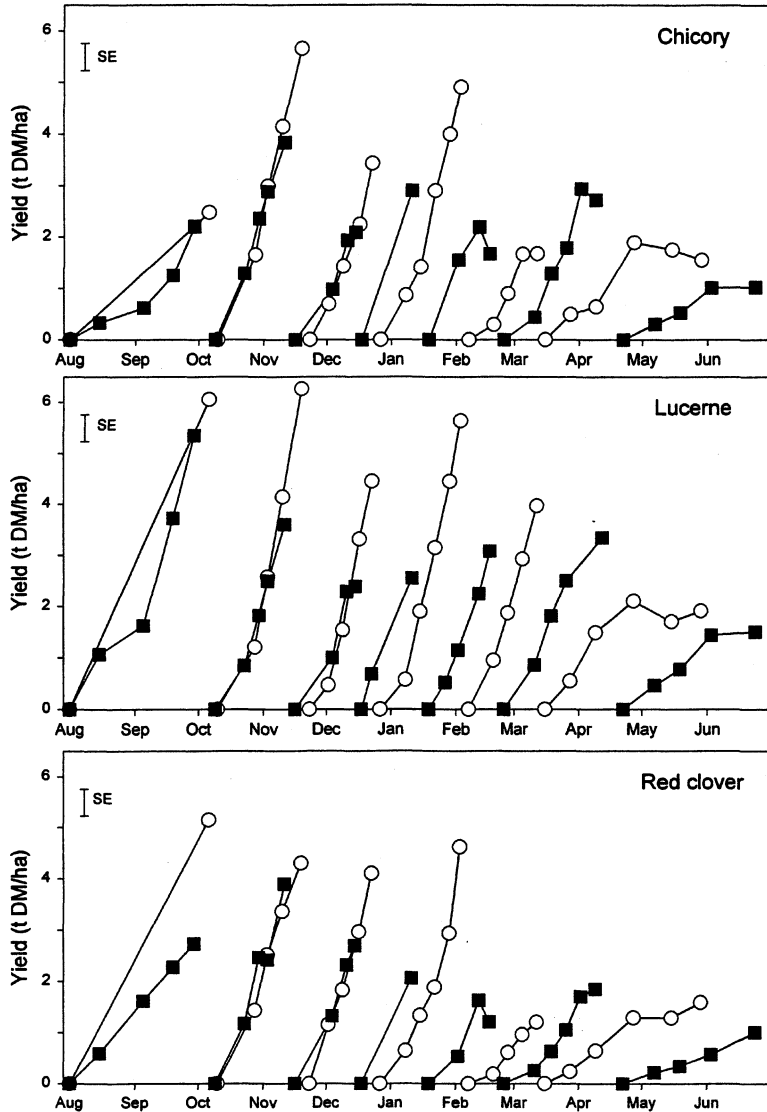 6
Chicory
SE
4
Yield (t DM/ha)
2
0
Aug Sep Oct Nov Dec Jan Feb Mar Apr May Jun
6
Lucerne
SE
4
Yield (t DM/ha)
2
0
Aug Sep Oct Nov Dec Jan Feb Mar Apr May Jun
6
Red clover
SE
4
Yield (t DM/ha)
2
0
Aug Sep Oct Nov Dec Jan Feb Mar Apr May Jun